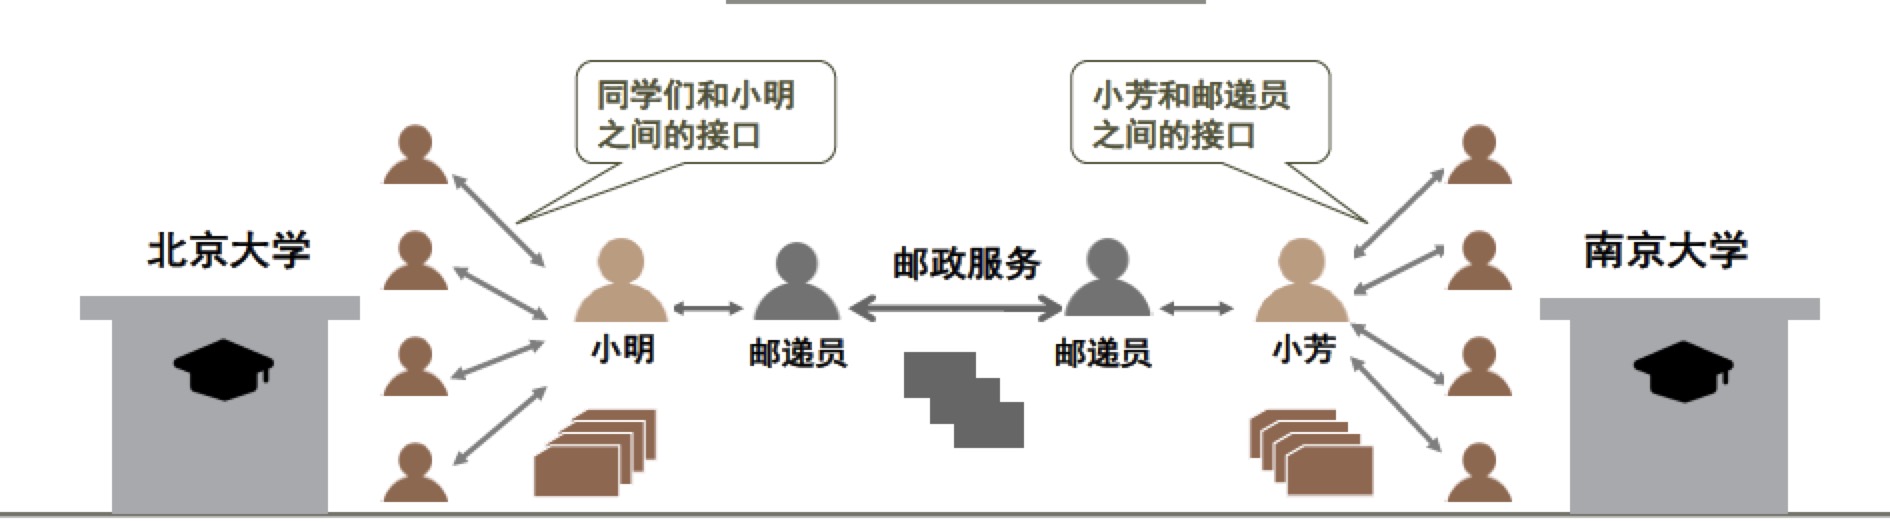 同学们和小明
之间的接口
小芳和邮递员
之间的接口
北京大学
邮政服务
南京大学
小明
邮递员
邮递员
小芳